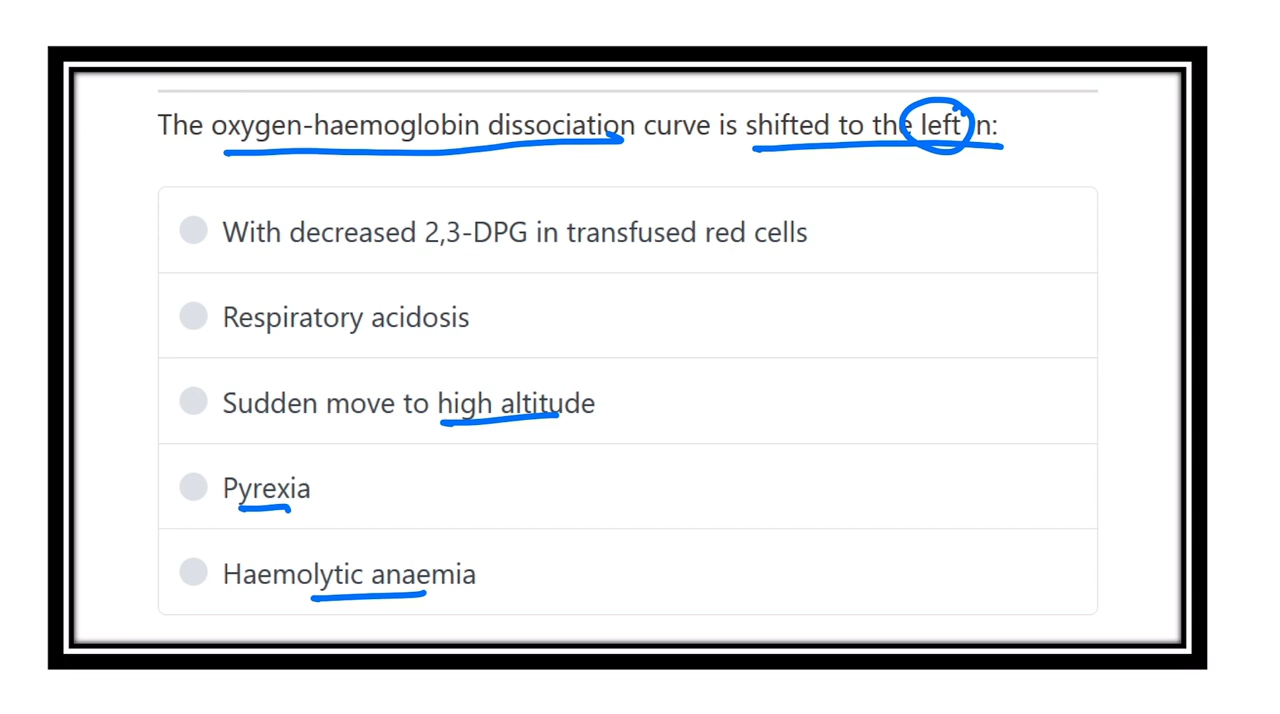 The oxygen-haemoglobin dissociation curve is shifted to the left in:
With decreased 2,3-DPG in transfused red cells
Respiratory acidosis
Sudden move to high altitude
Pyrexia
Haemolytic anaemia